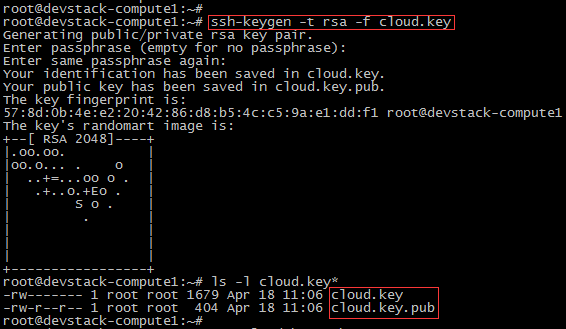 root@devstack-compute1:~#
root@devstack-compute1:~# ssh-keygen -t rsa -f cloud.key
Generating public/private rsa key pair.
Enter passphrase (empty for no passphrase):
Enter same passphrase again:
Your identification has been saved in cloud.key.
Your public key has been saved in cloud.key.pub.
The key fingerprint is:
57:8d:0b:4e:e2:20:42:86:d8:b5:4c:c5:9a:e1:dd:f1 root@devstack-compute1
The key's randomart image is:
+--[ RSA 2048]----+
|.oo.oo.          |
|oo.o... .    o   |
|  ..+=...oo o .  |
|   .+..o.+Eo .   |
|        S o .    |
|         .       |
|                 |
|                 |
|                 |
+-----------------+
root@devstack-compute1:~# ls -l cloud.key*
-rw------- 1 root root 1679 Apr 18 11:06 cloud.key
-rw-r--r-- 1 root root  404 Apr 18 11:06 cloud.key.pub
root@devstack-compute1:~#